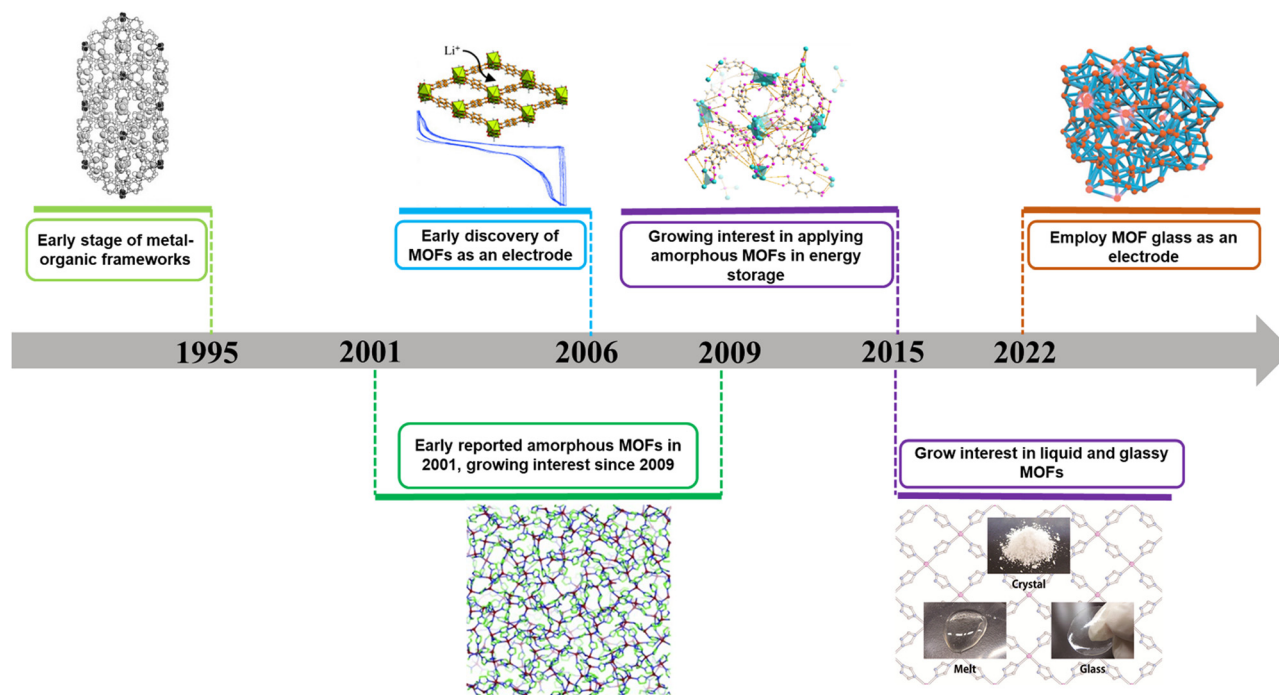 Li⁺
Early stage of metal-
organic frameworks
Early discovery of
MOFs as an electrode
Growing interest in applying
amorphous MOFs in energy
storage
Employ MOF glass as an
electrode
1995
2001
2006
2009
2015
2022
Early reported amorphous MOFs in
2001, growing interest since 2009
Grow interest in liquid and glassy
MOFs
Crystal
Melt
Glass